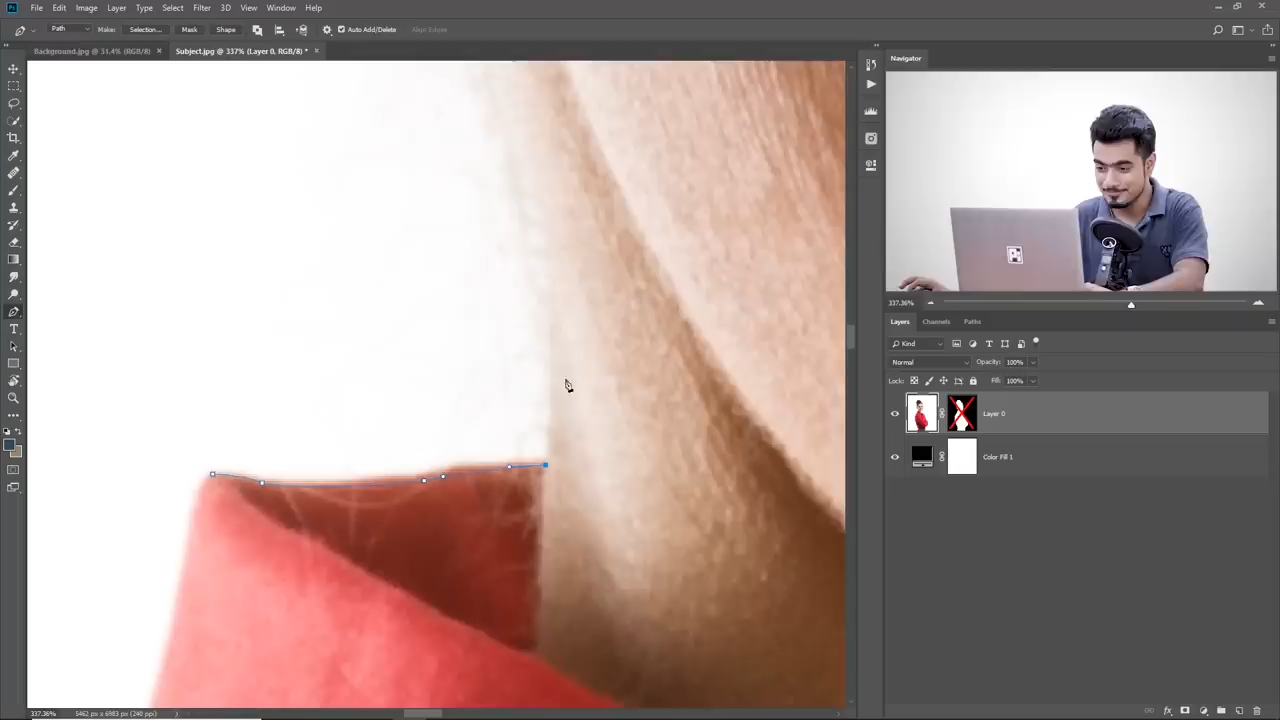 Ps File Edit Image Layer Type Select Filter 3D View Window Help
Path Make: Selection... Mask Shape Auto Add/Delete Align Edges
Background.jpg @ 31.4% (RGB/8) × Subject.jpg @ 337% (Layer 0, RGB/8) * ×
Navigator
337.36%
Layers Channels Paths
Kind
Normal Opacity: 100%
Lock: Fill: 100%
Layer 0
Color Fill 1
337.36% 5462 px x 6983 px (240 ppi)